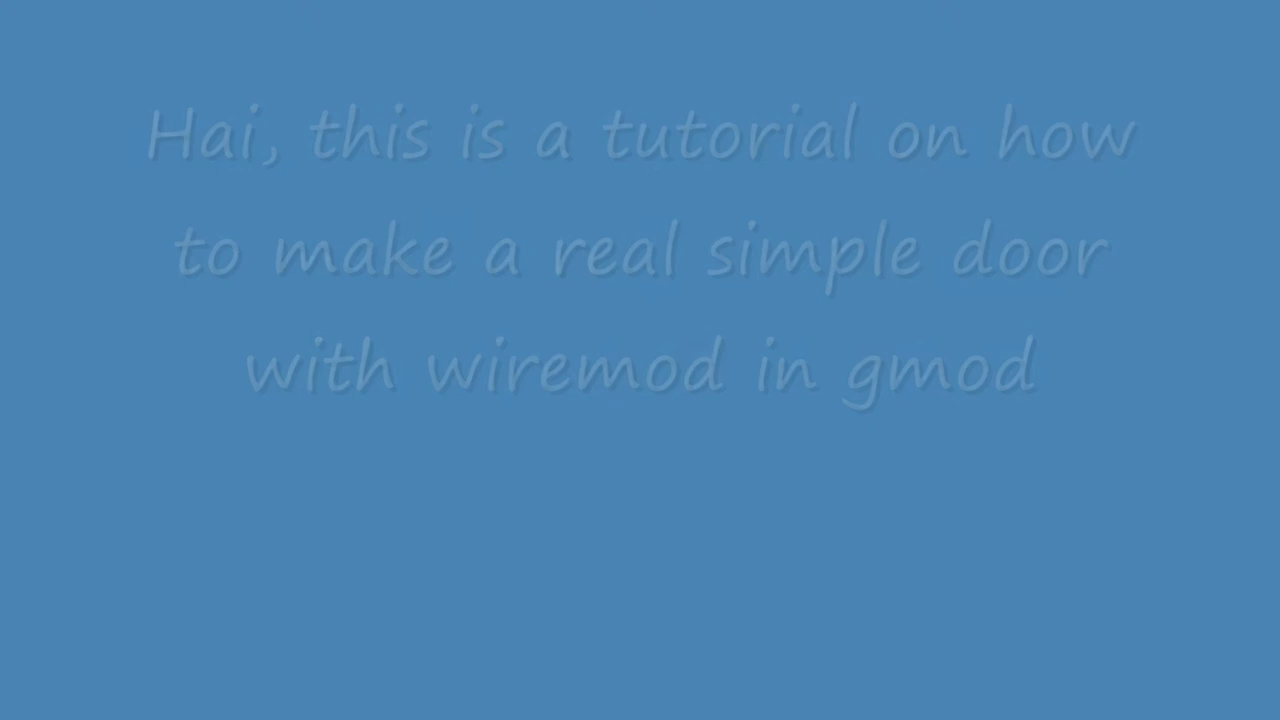 Hai, this is a tutorial on how
to make a real simple door
with wiremod in gmod